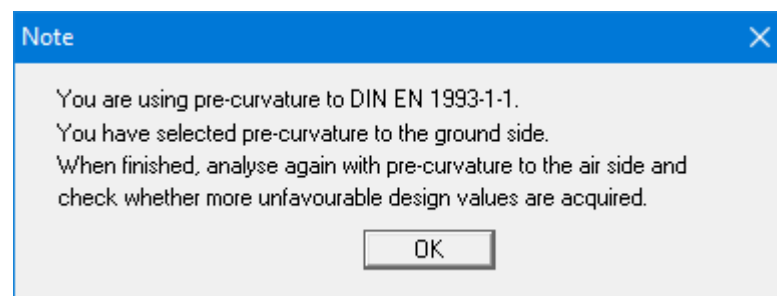 Note
You are using pre-curvature to DIN EN 1993-1-1.
You have selected pre-curvature to the ground side.
When finished, analyse again with pre-curvature to the air side and
check whether more unfavourable design values are acquired.
OK